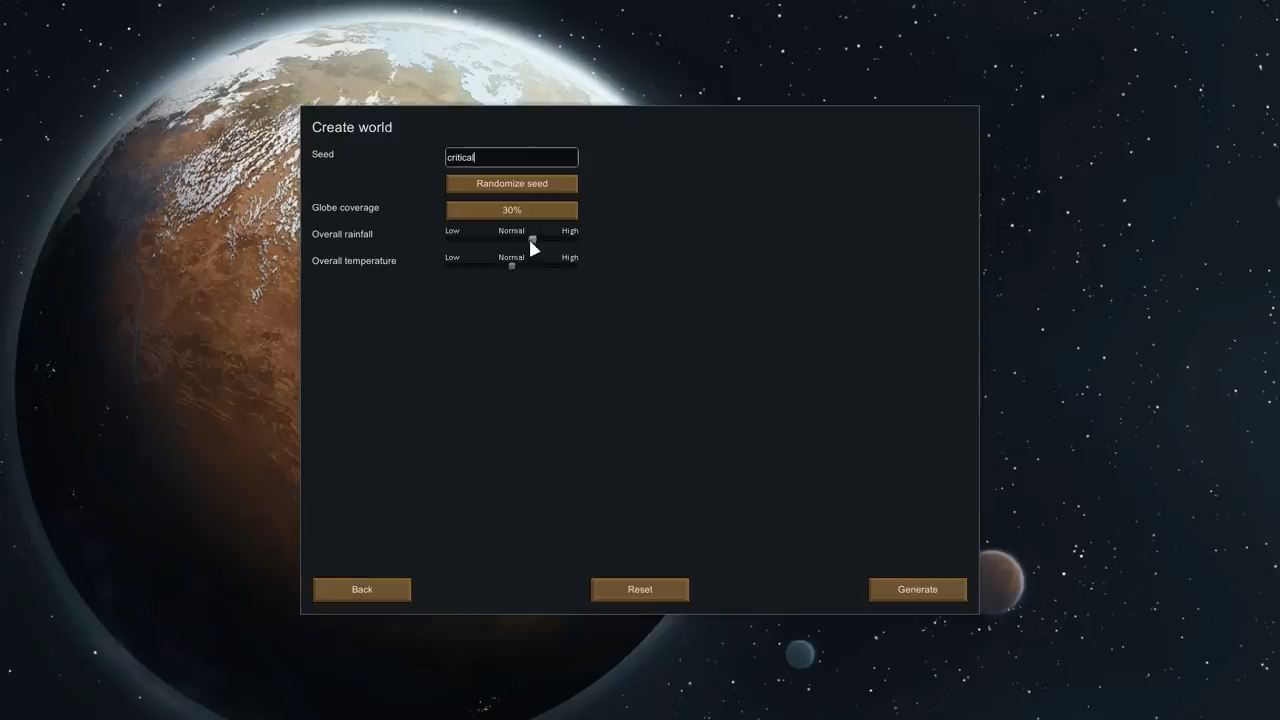 Create world
Seed critical
Randomize seed
Globe coverage 30%
Overall rainfall Low Normal High
Overall temperature Low Normal High
Back Reset Generate